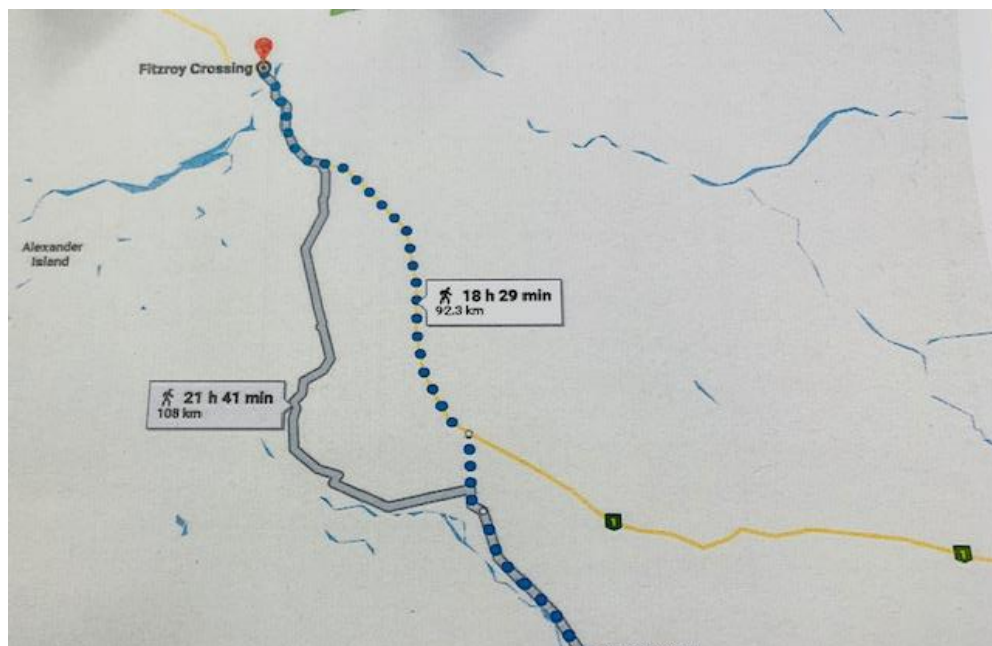 Fitzroy Crossing
Alexander
Island
18 h 29 min
92.3 km
21 h 41 min
108 km
1
1